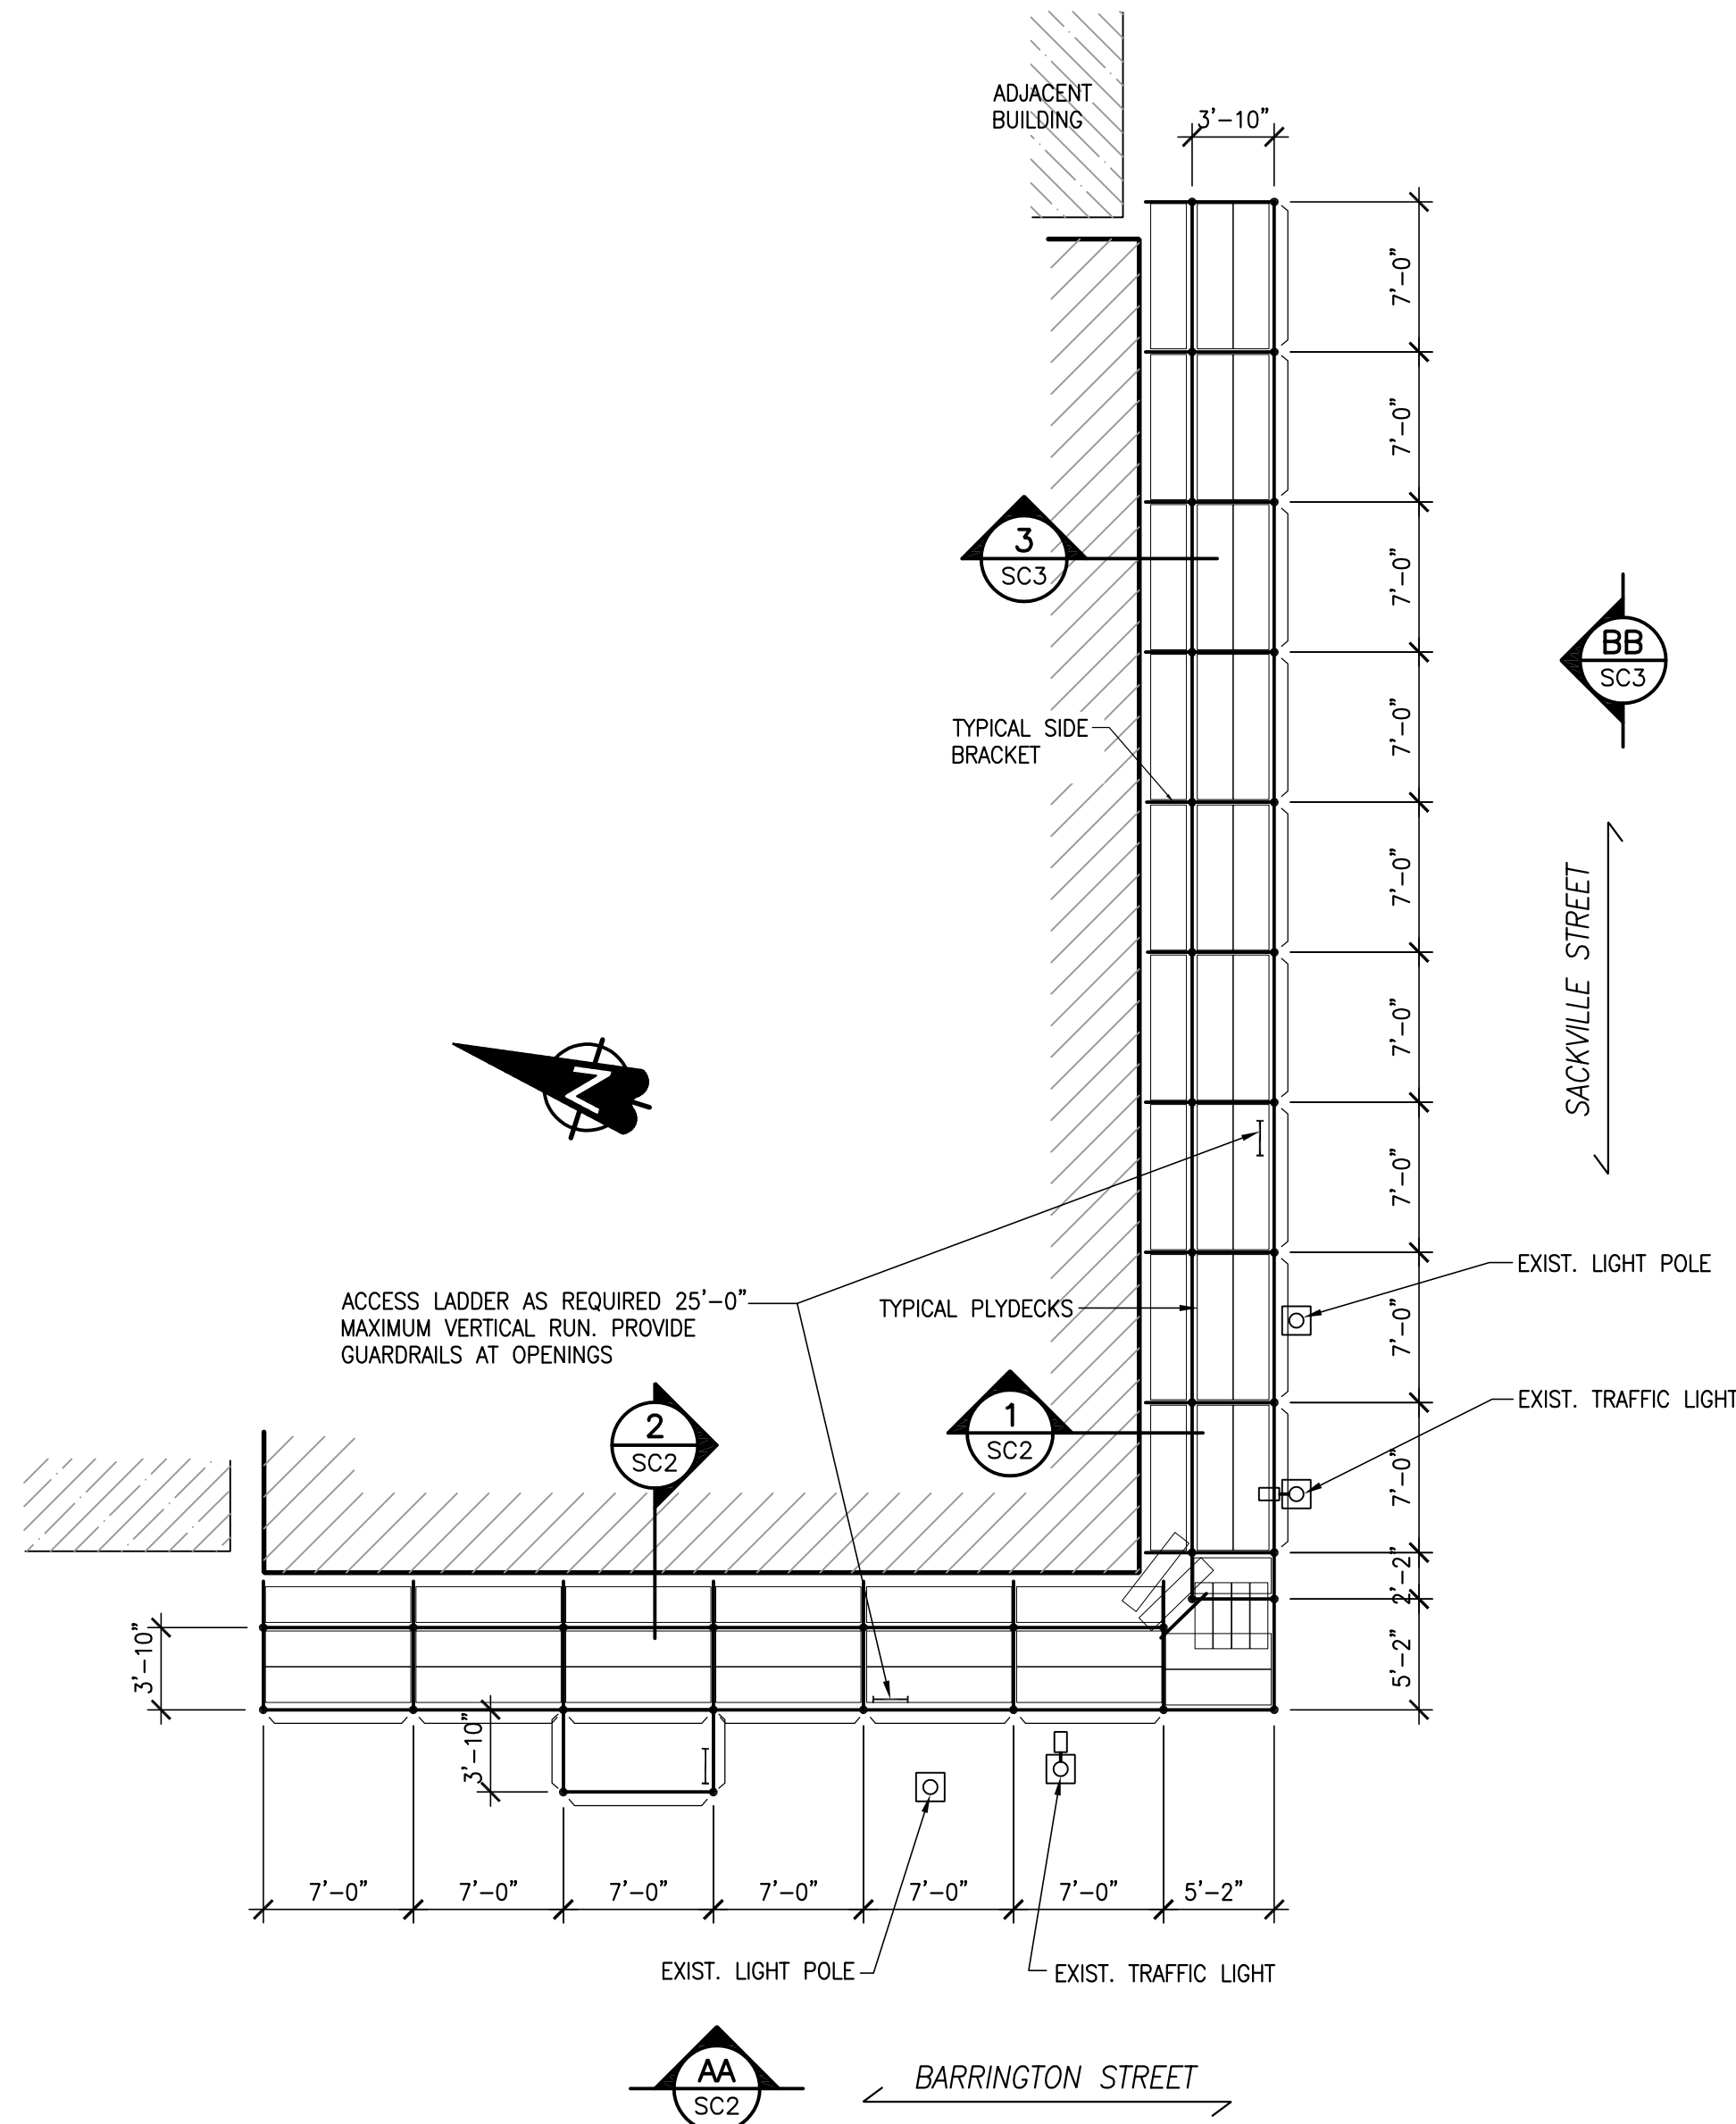 ADJACENT
BUILDING
3'-10"
7'-0"
7'-0"
3
SC3
7'-0"
BB
SC3
TYPICAL SIDE
BRACKET
7'-0"
7'-0"
SACKVILLE STREET
7'-0"
N
7'-0"
EXIST. LIGHT POLE
ACCESS LADDER AS REQUIRED 25'-0"
MAXIMUM VERTICAL RUN. PROVIDE
GUARDRAILS AT OPENINGS
TYPICAL PLYDECKS
7'-0"
EXIST. TRAFFIC LIGHT
2
SC2
1
SC2
7'-0"
2'-2"
3'-10"
5'-2"
3'-10"
7'-0"
7'-0"
7'-0"
7'-0"
7'-0"
7'-0"
5'-2"
EXIST. LIGHT POLE
EXIST. TRAFFIC LIGHT
AA
SC2
BARRINGTON STREET